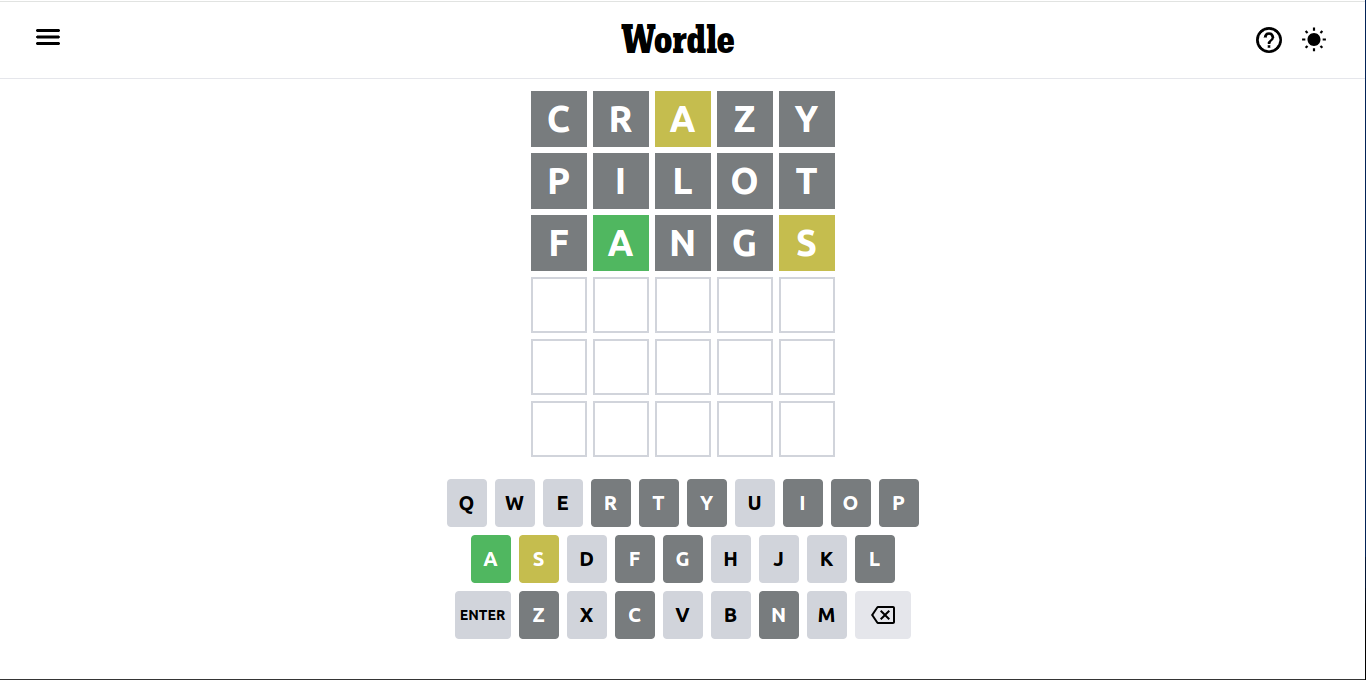 Wordle
C R A Z Y
P I L O T
F A N G S
Q W E R T Y U I O P
A S D F G H J K L
ENTER Z X C V B N M